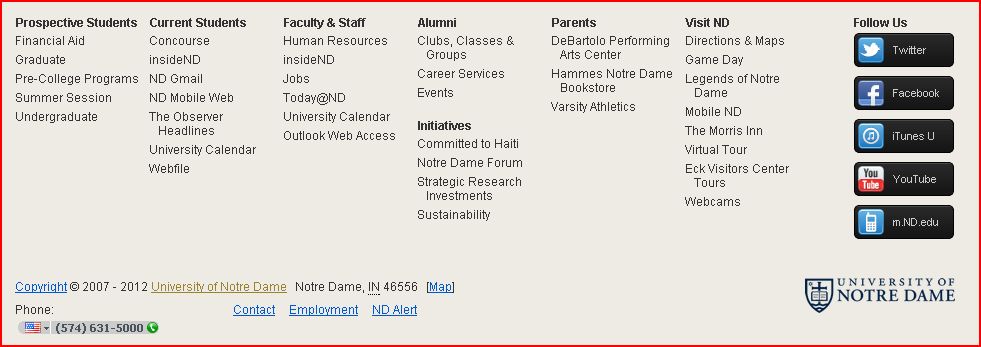 Prospective Students
Financial Aid
Graduate
Pre-College Programs
Summer Session
Undergraduate
Current Students
Concourse
insideND
ND Gmail
ND Mobile Web
The Observer
Headlines
University Calendar
Webfile
Faculty & Staff
Human Resources
insideND
Jobs
Today@ND
University Calendar
Outlook Web Access
Alumni
Clubs, Classes &
Groups
Career Services
Events
Initiatives
Committed to Haiti
Notre Dame Forum
Strategic Research
Investments
Sustainability
Parents
DeBartolo Performing
Arts Center
Hammes Notre Dame
Bookstore
Varsity Athletics
Visit ND
Directions & Maps
Game Day
Legends of Notre
Dame
Mobile ND
The Morris Inn
Virtual Tour
Eck Visitors Center
Tours
Webcams
Follow Us
Twitter
Facebook
iTunes U
You
Tube
YouTube
m.ND.edu
Copyright © 2007 - 2012 University of Notre Dame Notre Dame, IN 46556 [Map]
Phone:
(574) 631-5000
Contact Employment ND Alert
UNIVERSITY OF
NOTRE DAME